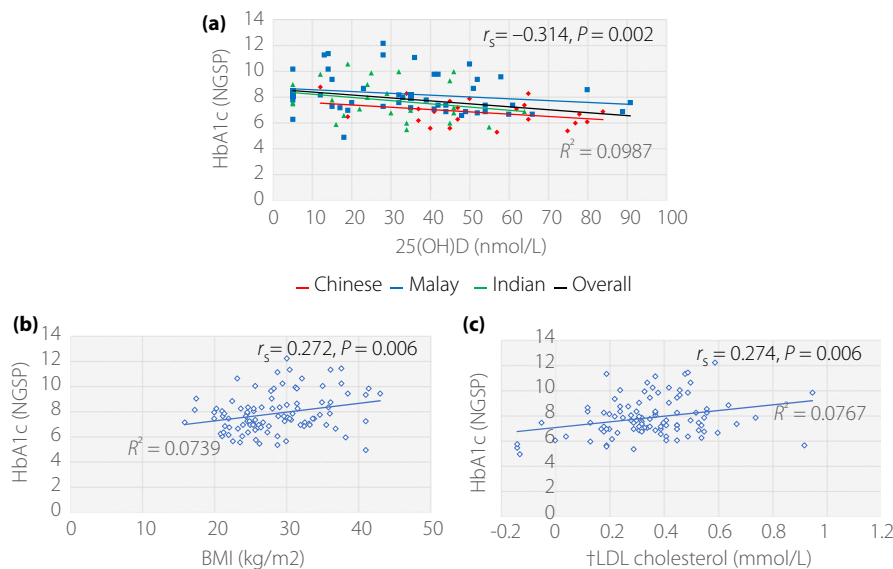 (a)
rs = –0.314, P = 0.002
14
12
10
8
6
4
2
0
HbA1c (NGSP)
R² = 0.0987
0 10 20 30 40 50 60 70 80 90 100
25(OH)D (nmol/L)
Chinese Malay Indian Overall
(b)
rs = 0.272, P = 0.006
14
12
10
8
6
4
2
0
HbA1c (NGSP)
R² = 0.0739
0 10 20 30 40 50
BMI (kg/m2)
(c)
rs = 0.274, P = 0.006
14
12
10
8
6
4
2
0
HbA1c (NGSP)
R² = 0.0767
-0.2 0 0.2 0.4 0.6 0.8 1 1.2
†LDL cholesterol (mmol/L)